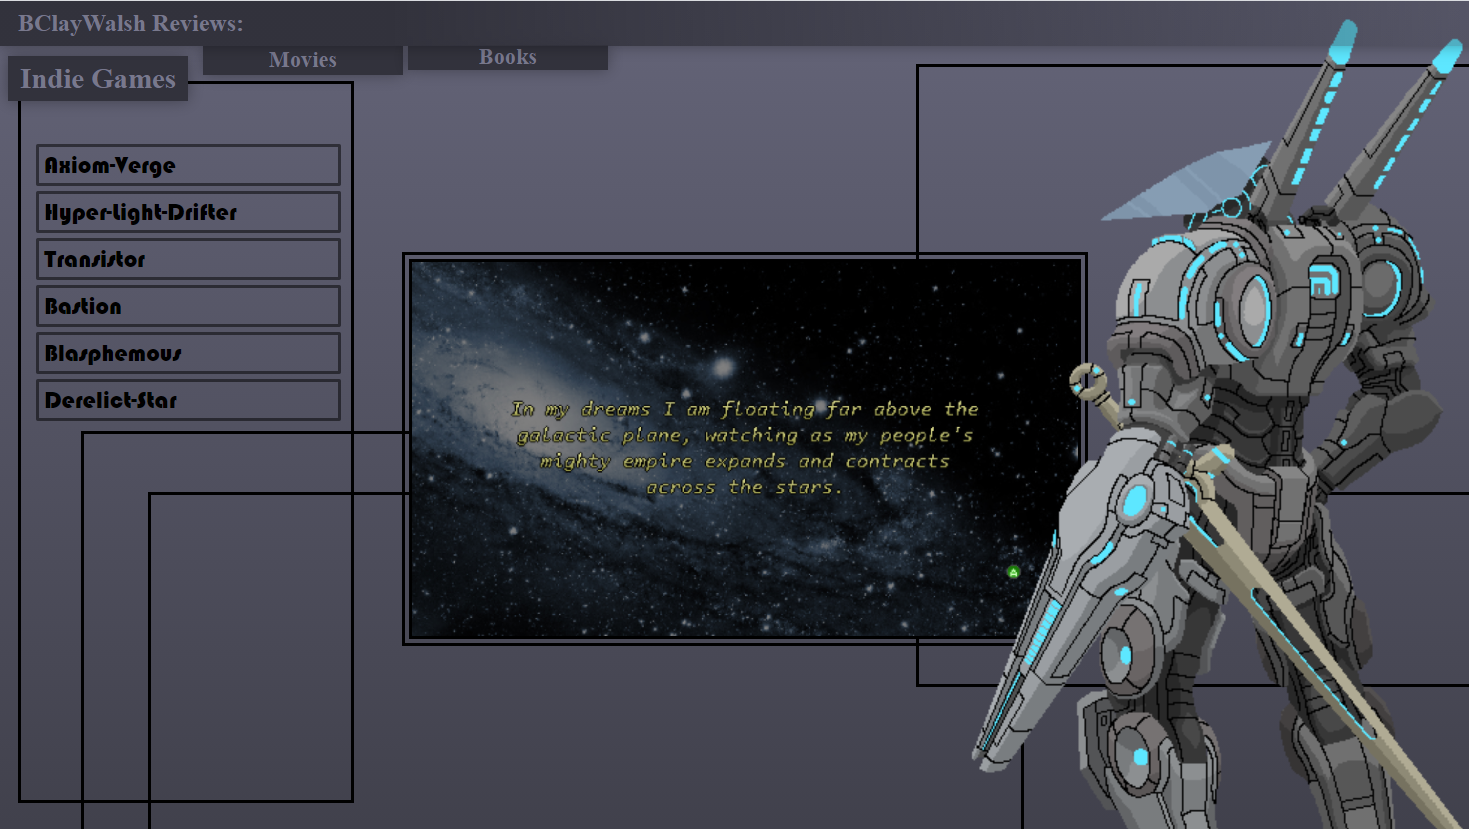 BClayWalsh Reviews:
Indie Games
Movies
Books
Axiom-Verge
Hyper-Light-Drifter
Transistor
Bastion
Blasphemous
Derelict-Star
In my dreams I am floating far above the
galactic plane, watching as my people's
mighty empire expands and contracts
across the stars.
A